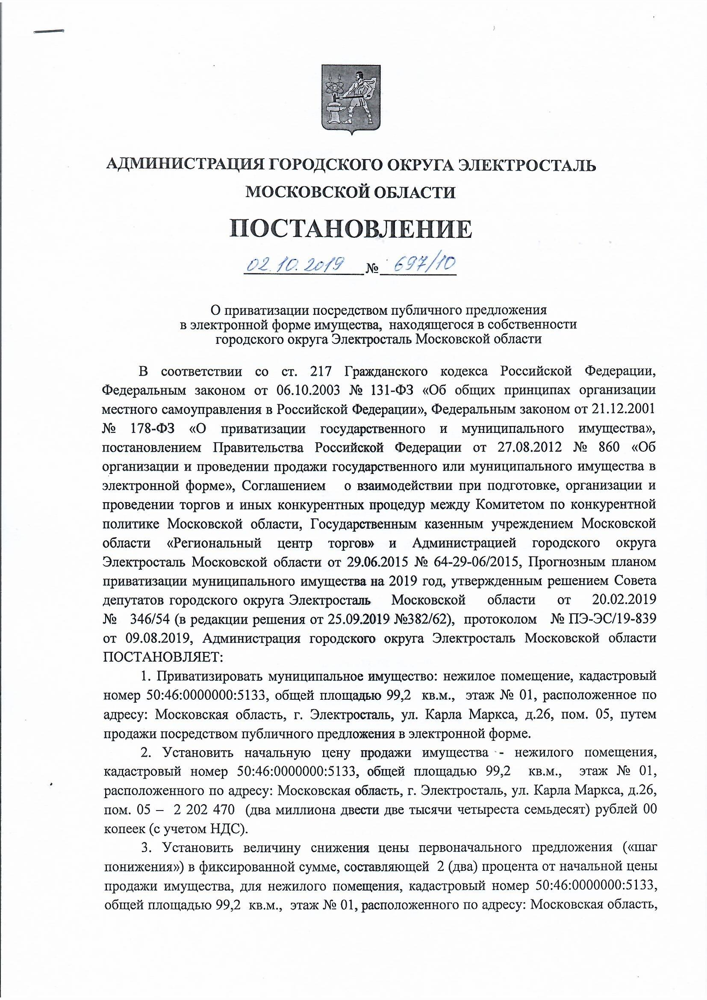 АДМИНИСТРАЦИЯ ГОРОДСКОГО ОКРУГА ЭЛЕКТРОСТАЛЬ
МОСКОВСКОЙ ОБЛАСТИ
ПОСТАНОВЛЕНИЕ
02.10.2019 № 697/10
О приватизации посредством публичного предложения
в электронной форме имущества, находящегося в собственности
городского округа Электросталь Московской области
В соответствии со ст. 217 Гражданского кодекса Российской Федерации,
Федеральным законом от 06.10.2003 № 131-ФЗ «Об общих принципах организации
местного самоуправления в Российской Федерации», Федеральным законом от 21.12.2001
№ 178-ФЗ «О приватизации государственного и муниципального имущества»,
постановлением Правительства Российской Федерации от 27.08.2012 № 860 «Об
организации и проведении продажи государственного или муниципального имущества в
электронной форме», Соглашением о взаимодействии при подготовке, организации и
проведении торгов и иных конкурентных процедур между Комитетом по конкурентной
политике Московской области, Государственным казенным учреждением Московской
области «Региональный центр торгов» и Администрацией городского округа
Электросталь Московской области от 29.06.2015 № 64-29-06/2015, Прогнозным планом
приватизации муниципального имущества на 2019 год, утвержденным решением Совета
депутатов городского округа Электросталь Московской области от 20.02.2019
№ 346/54 (в редакции решения от 25.09.2019 №382/62), протоколом № ПЭ-ЭС/19-839
от 09.08.2019, Администрация городского округа Электросталь Московской области
ПОСТАНОВЛЯЕТ:
1. Приватизировать муниципальное имущество: нежилое помещение, кадастровый
номер 50:46:0000000:5133, общей площадью 99,2 кв.м., этаж № 01, расположенное по
адресу: Московская область, г. Электросталь, ул. Карла Маркса, д.26, пом. 05, путем
продажи посредством публичного предложения в электронной форме.
2. Установить начальную цену продажи имущества - нежилого помещения,
кадастровый номер 50:46:0000000:5133, общей площадью 99,2 кв.м., этаж № 01,
расположенного по адресу: Московская область, г. Электросталь, ул. Карла Маркса, д.26,
пом. 05 – 2 202 470 (два миллиона двести две тысячи четыреста семьдесят) рублей 00
копеек (с учетом НДС).
3. Установить величину снижения цены первоначального предложения («шаг
понижения») в фиксированной сумме, составляющей 2 (два) процента от начальной цены
продажи имущества, для нежилого помещения, кадастровый номер 50:46:0000000:5133,
общей площадью 99,2 кв.м., этаж № 01, расположенного по адресу: Московская область,